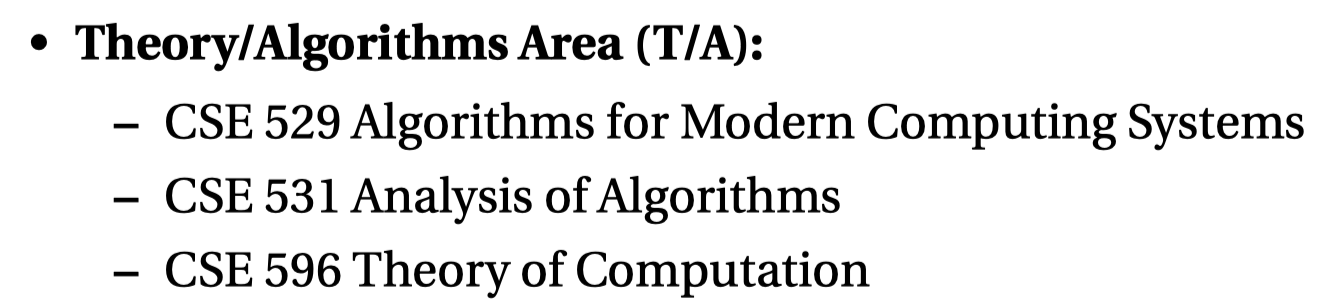 • Theory/Algorithms Area (T/A):
– CSE 529 Algorithms for Modern Computing Systems
– CSE 531 Analysis of Algorithms
– CSE 596 Theory of Computation